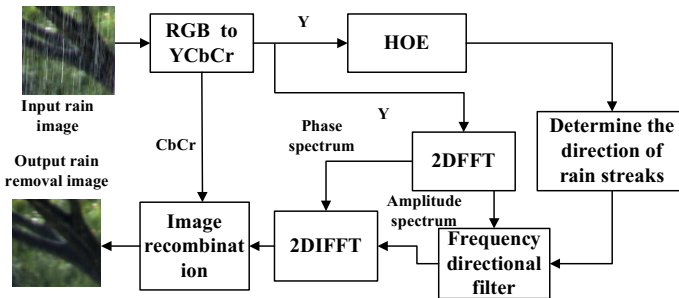 RGB to
YCbCr
Y
HOE
Input rain
image
Y
CbCr
Phase
spectrum
Determine the
direction of
rain streaks
Output rain
removal image
2DFFT
Amplitude
spectrum
Image
recombinat
ion
2DIFFT
Frequency
directional
filter